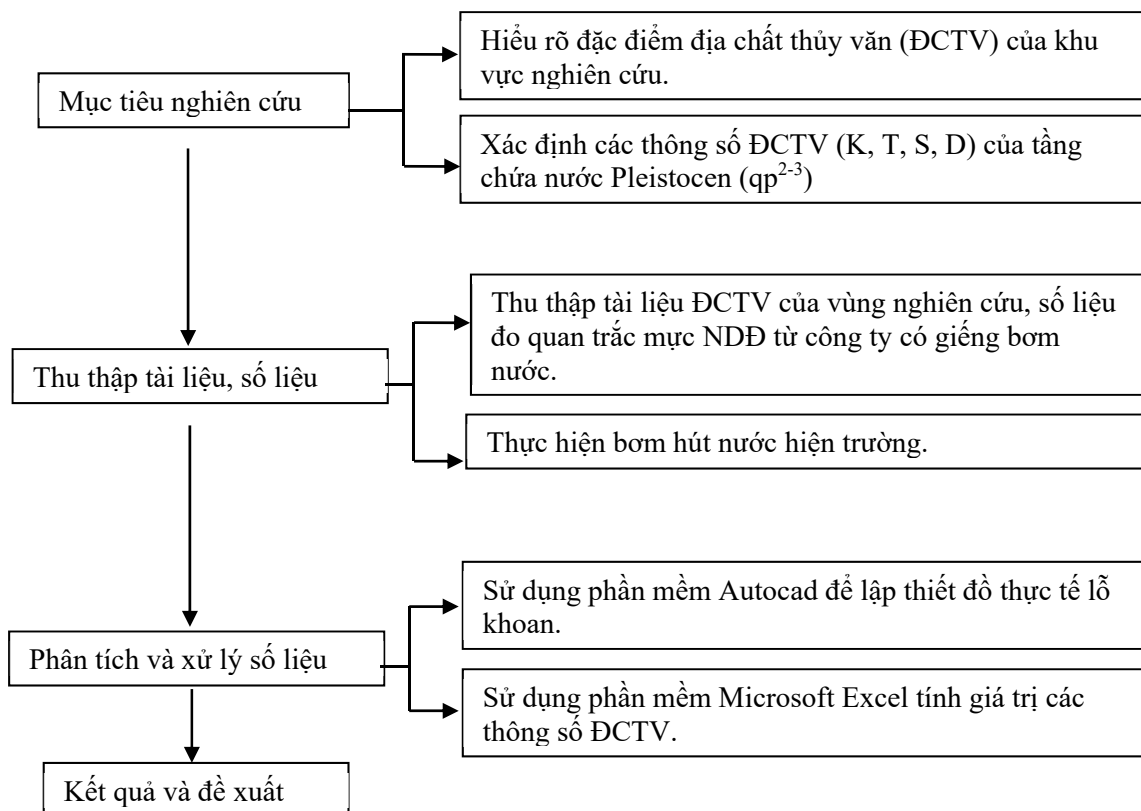 Hiểu rõ đặc điểm địa chất thủy văn (ĐCTV) của khu
vực nghiên cứu.
Mục tiêu nghiên cứu
Xác định các thông số ĐCTV (K, T, S, D) của tầng
chứa nước Pleistocen (qp²⁻³)
Thu thập tài liệu ĐCTV của vùng nghiên cứu, số liệu
đo quan trắc mực NDĐ từ công ty có giếng bơm
nước.
Thu thập tài liệu, số liệu
Thực hiện bơm hút nước hiện trường.
Sử dụng phần mềm Autocad để lập thiết đồ thực tế lỗ
khoan.
Phân tích và xử lý số liệu
Sử dụng phần mềm Microsoft Excel tính giá trị các
thông số ĐCTV.
Kết quả và đề xuất